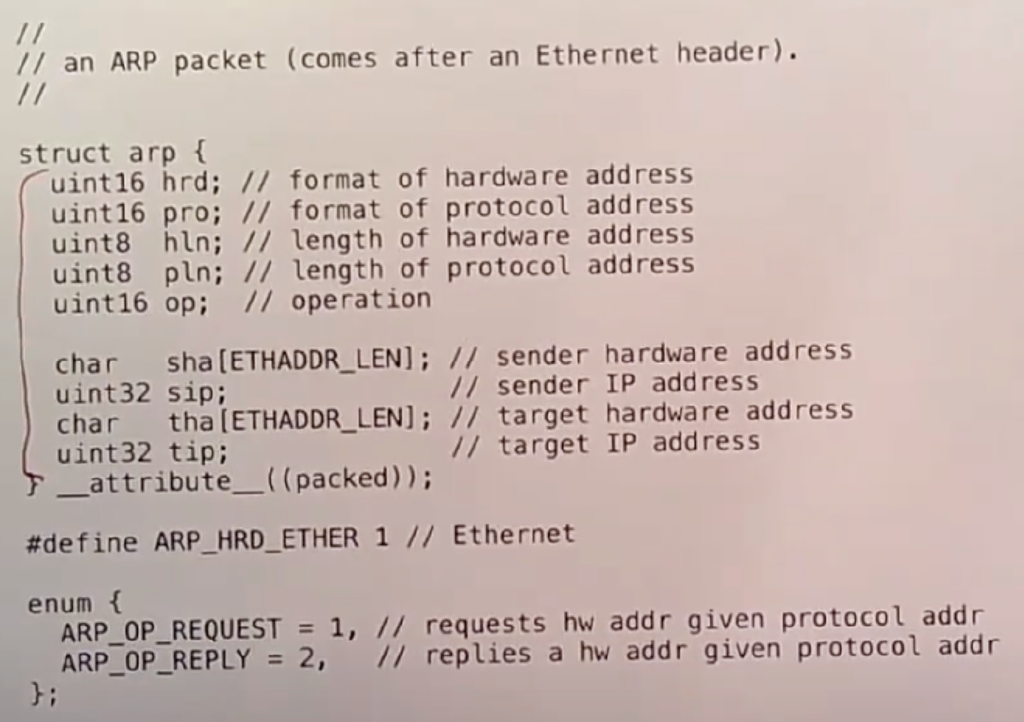 //
// an ARP packet (comes after an Ethernet header).
//
struct arp {
  uint16 hrd; // format of hardware address
  uint16 pro; // format of protocol address
  uint8  hln; // length of hardware address
  uint8  pln; // length of protocol address
  uint16 op;  // operation

  char   sha[ETHADDR_LEN]; // sender hardware address
  uint32 sip;              // sender IP address
  char   tha[ETHADDR_LEN]; // target hardware address
  uint32 tip;              // target IP address
} __attribute__((packed));

#define ARP_HRD_ETHER 1 // Ethernet

enum {
  ARP_OP_REQUEST = 1, // requests hw addr given protocol addr
  ARP_OP_REPLY = 2,   // replies a hw addr given protocol addr
};